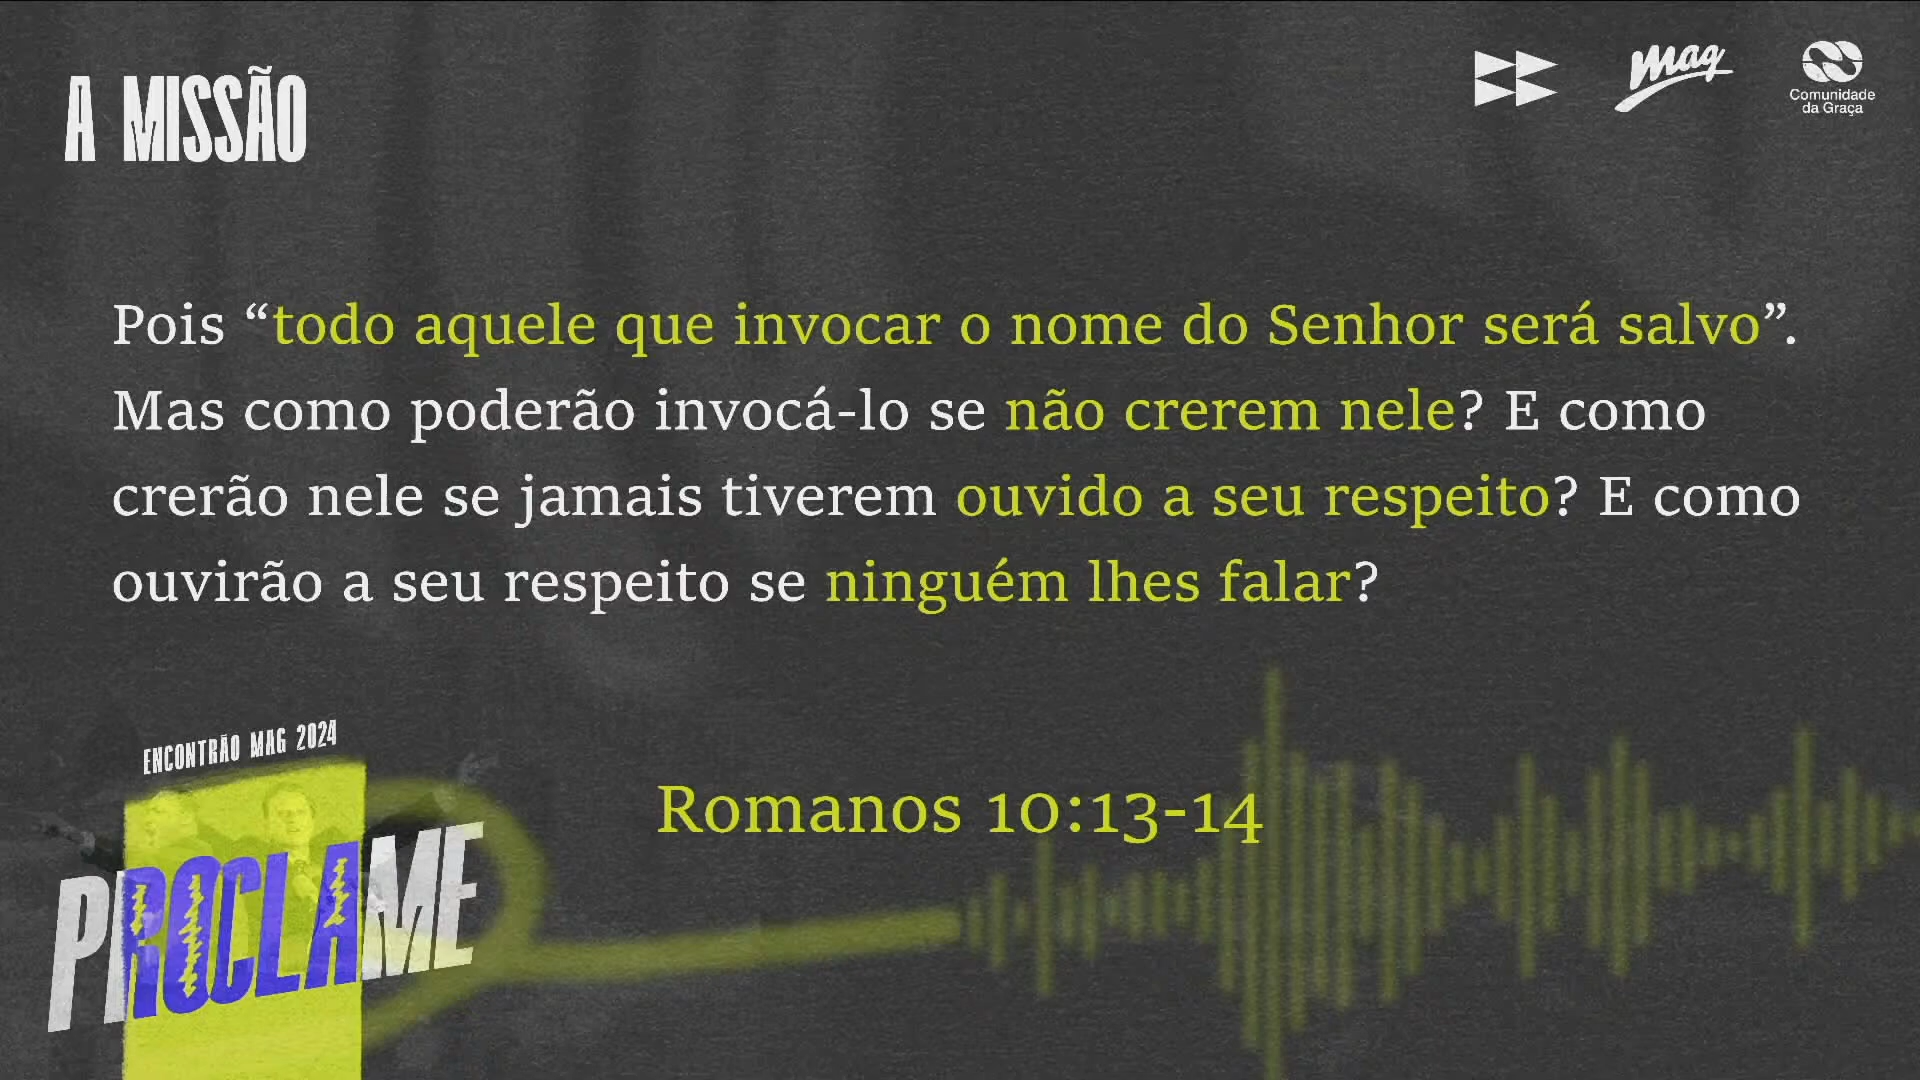 A MISSÃO
Mag
Comunidade
da Graça
Pois “todo aquele que invocar o nome do Senhor será salvo”.
Mas como poderão invocá-lo se não crerem nele? E como
crerão nele se jamais tiverem ouvido a seu respeito? E como
ouvirão a seu respeito se ninguém lhes falar?
Romanos 10:13-14
ENCONTRÃO MAG 2024
PROCLAME